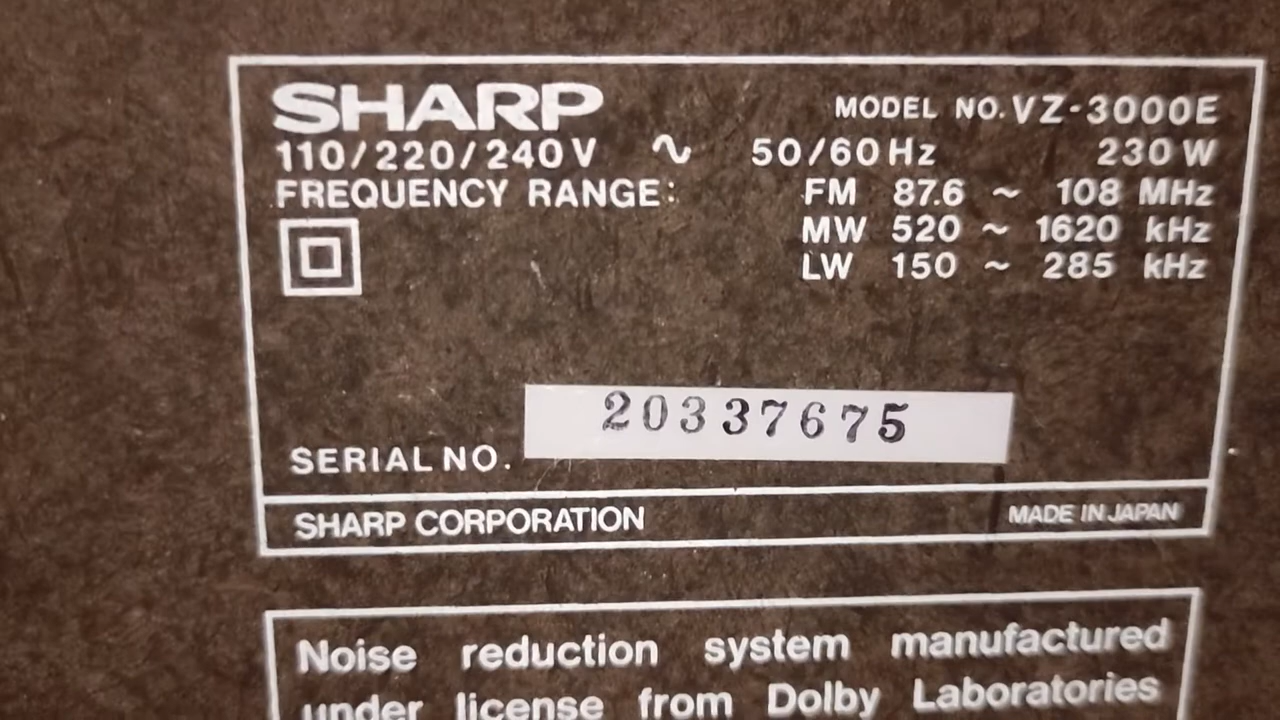 SHARP MODEL NO. VZ-3000E
110/220/240V ∿ 50/60Hz 230W
FREQUENCY RANGE: FM 87.6 ~ 108 MHz
MW 520 ~ 1620 kHz
LW 150 ~ 285 kHz
SERIAL NO. 20337675
SHARP CORPORATION MADE IN JAPAN
Noise reduction system manufactured
under license from Dolby Laboratories